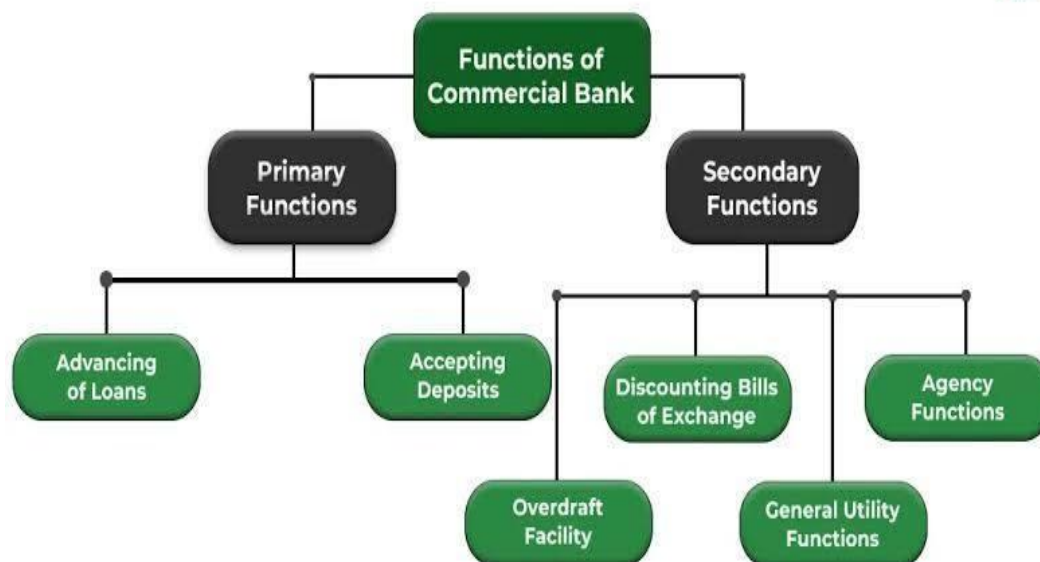 Functions of
Commercial Bank
Primary
Functions
Secondary
Functions
Advancing
of Loans
Accepting
Deposits
Discounting Bills
of Exchange
Agency
Functions
Overdraft
Facility
General Utility
Functions